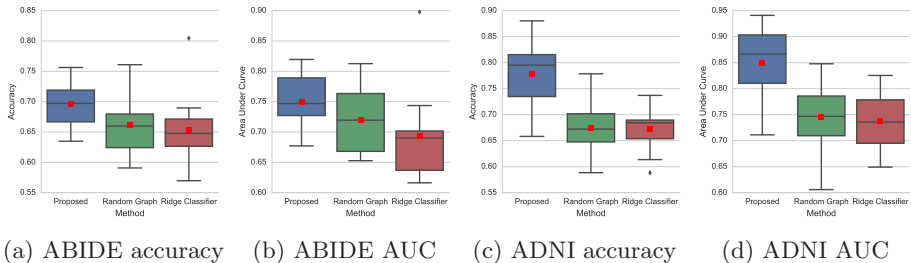 0.85
0.80
0.75
0.70
0.65
0.60
0.55
Accuracy
Proposed Random Graph Ridge Classifier
Method
0.90
0.85
0.80
0.75
0.70
0.65
0.60
Area Under Curve
Proposed Random Graph Ridge Classifier
Method
0.90
0.85
0.80
0.75
0.70
0.65
0.60
0.55
Accuracy
Proposed Random Graph Ridge Classifier
Method
0.95
0.90
0.85
0.80
0.75
0.70
0.65
0.60
Area Under Curve
Proposed Random Graph Ridge Classifier
Method
(a) ABIDE accuracy (b) ABIDE AUC (c) ADNI accuracy (d) ADNI AUC